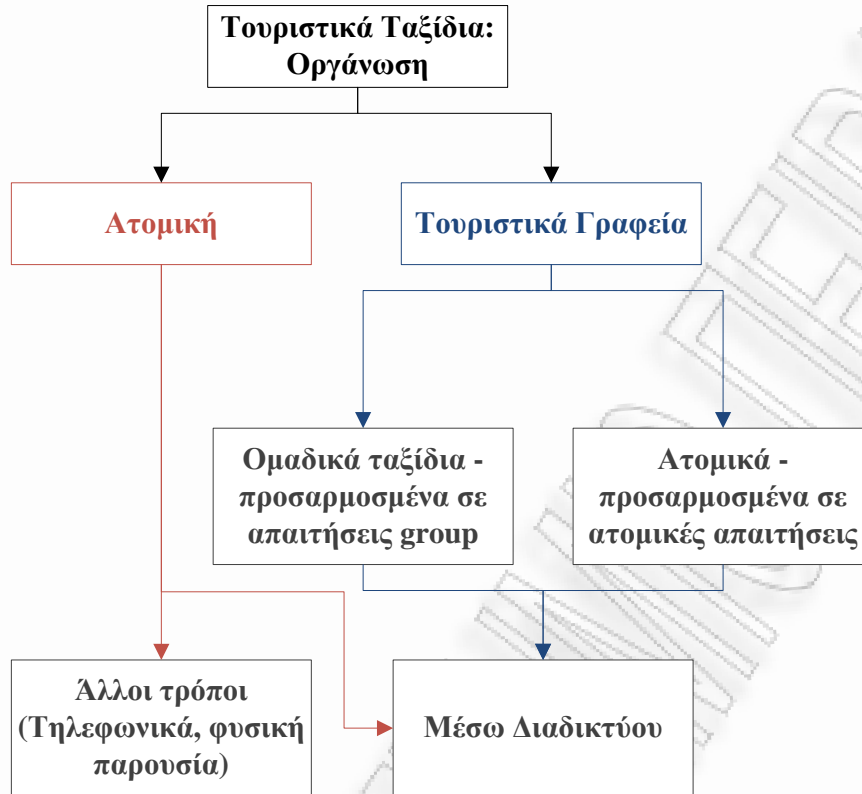 Τουριστικά Ταξίδια:
Οργάνωση
Ατομική
Τουριστικά Γραφεία
Ομαδικά ταξίδια -
προσαρμοσμένα σε
απαιτήσεις group
Ατομικά -
προσαρμοσμένα σε
ατομικές απαιτήσεις
Άλλοι τρόποι
(Τηλεφωνικά, φυσική
παρουσία)
Μέσω Διαδικτύου